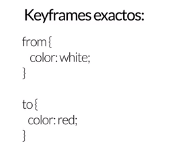 Keyframes exactos:
from {
color: white;
}
to {
color: red;
}